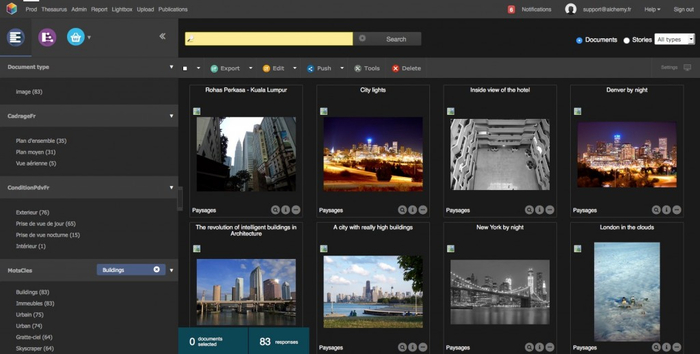 Prod Thesaurus Admin Report Lightbox Upload Publications
8 Notifications support@alchemy.fr Help Sign out
Search
Documents Stories All types
Export Edit Push Tools Delete Settings
Document type
Image (83)
CadrageFr
Plan d'ensemble (35)
Plan moyen (31)
Vue aérienne (5)
ConditionPdvFr
Exterieur (76)
Prise de vue de jour (65)
Prise de vue nocturne (15)
Intérieur (1)
MotsCles Buildings
Buildings (83)
Immeubles (83)
Urbain (75)
Urban (74)
Gratte-ciel (64)
Skyscraper (64)
Rohas Perkasa - Kuala Lumpur
Paysages
City lights
Paysages
Inside view of the hotel
Paysages
Denver by night
Paysages
The revolution of intelligent buildings in
Architecture
A city with really high buildings
Paysages
New York by night
Paysages
London in the clouds
Paysages
0 documents
selected
83 responses